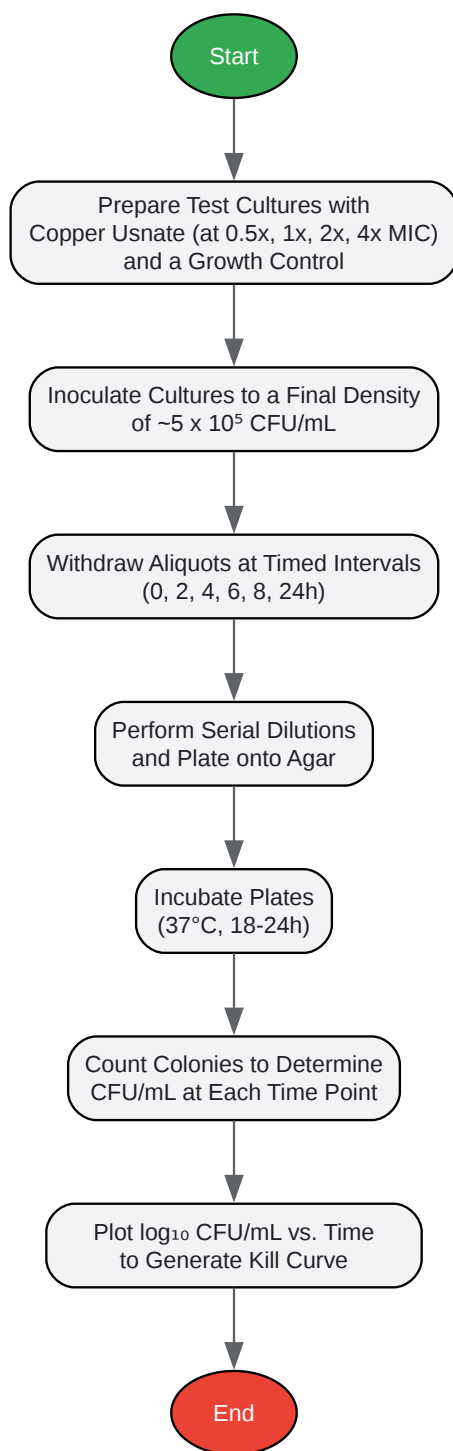 Start
Prepare Test Cultures with
Copper Usnate (at 0.5x, 1x, 2x, 4x MIC)
and a Growth Control
Inoculate Cultures to a Final Density
of ~5 x 10⁵ CFU/mL
Withdraw Aliquots at Timed Intervals
(0, 2, 4, 6, 8, 24h)
Perform Serial Dilutions
and Plate onto Agar
Incubate Plates
(37°C, 18-24h)
Count Colonies to Determine
CFU/mL at Each Time Point
Plot log₁₀ CFU/mL vs. Time
to Generate Kill Curve
End